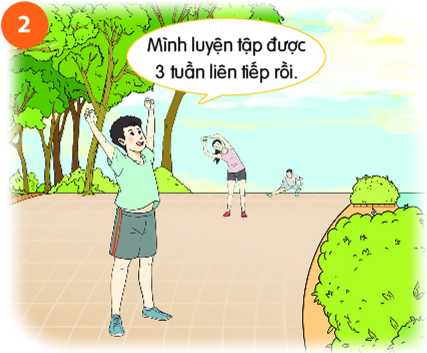 2
Mình luyện tập được
3 tuần liên tiếp rồi.